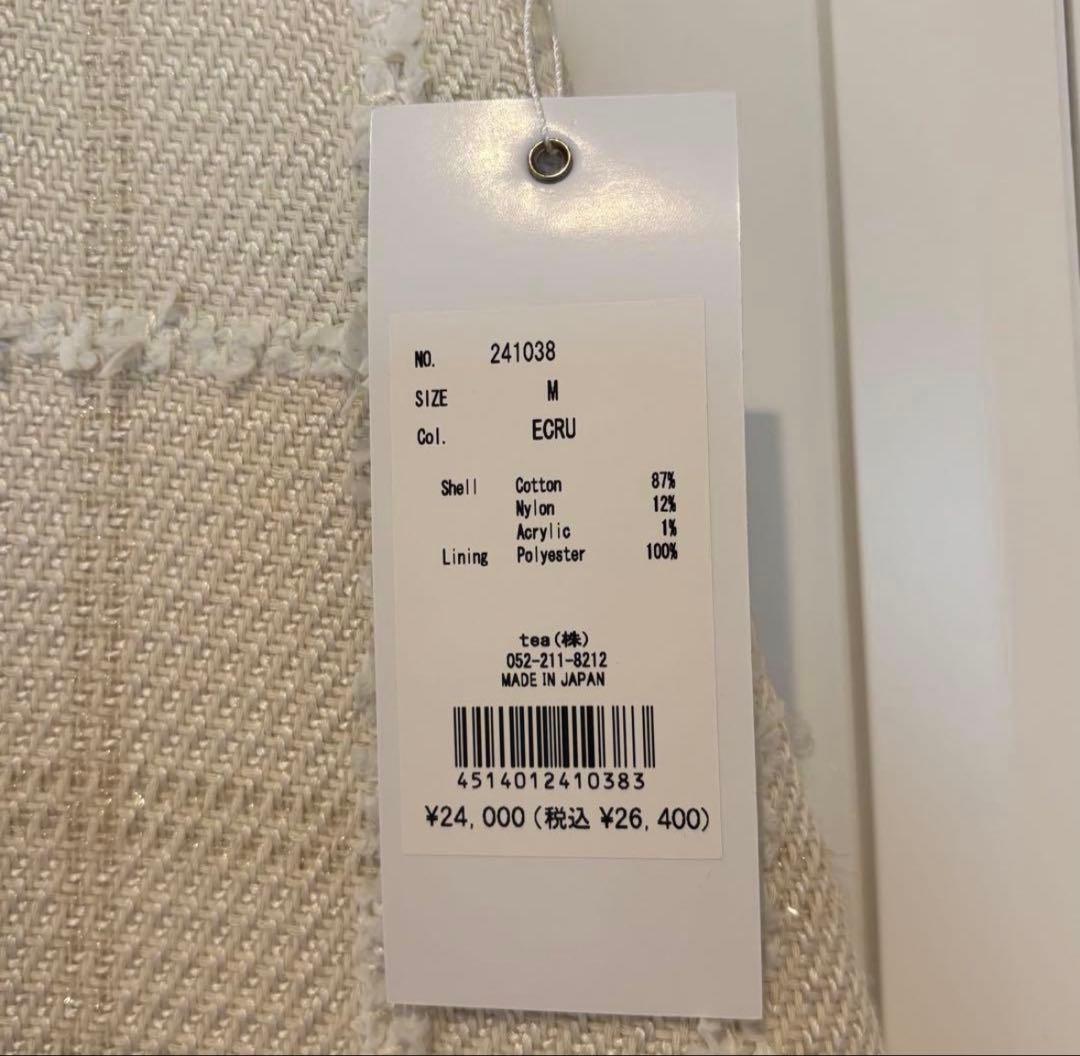 NO. 241038
SIZE M
Col. ECRU
Shell Cotton 87%
Nylon 12%
Acrylic 1%
Lining Polyester 100%
tea(株)
052-211-8212
MADE IN JAPAN
4514012410383
¥24,000(税込 ¥26,400)